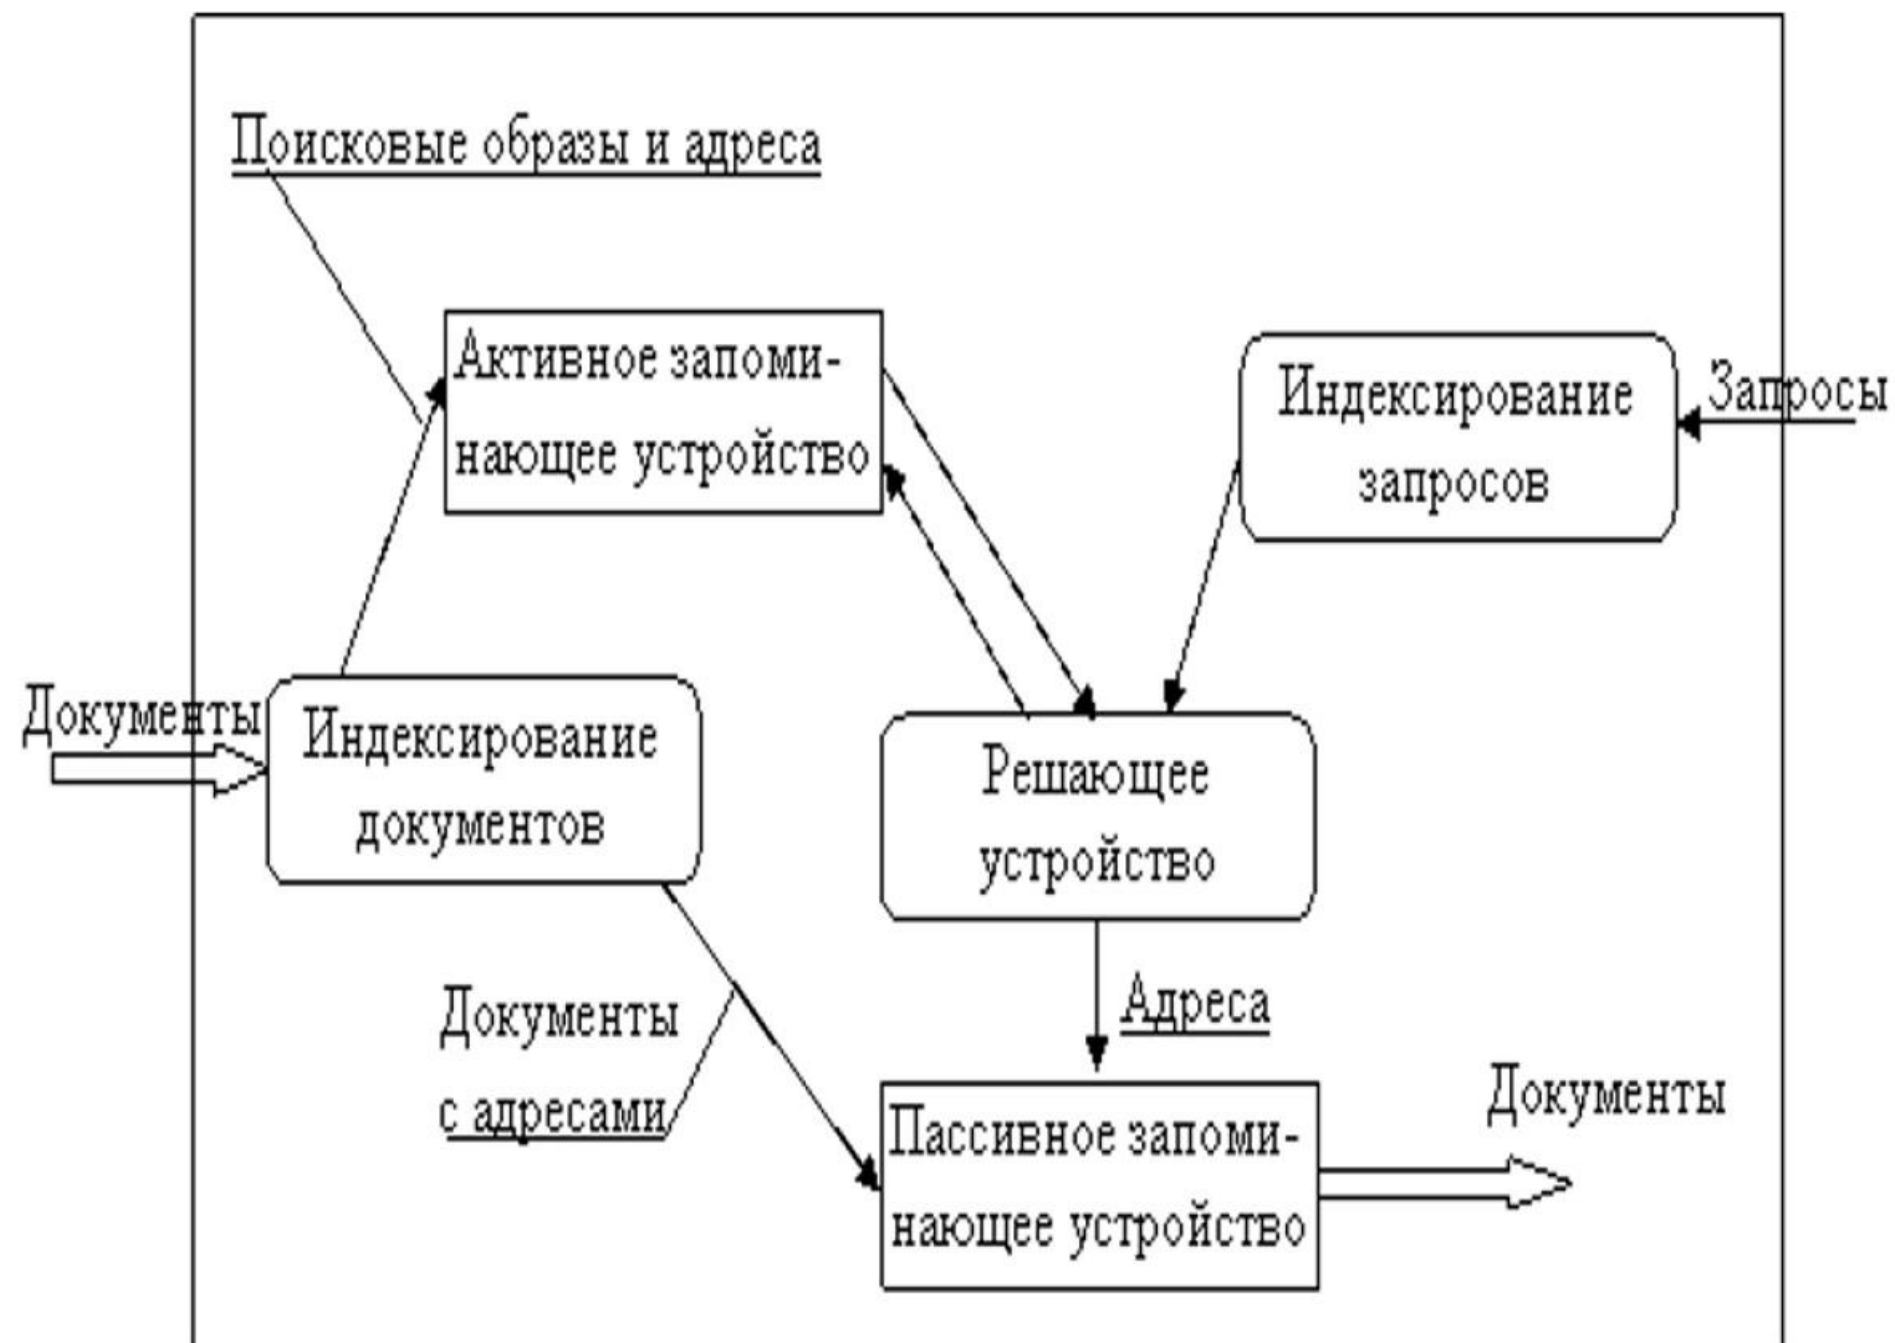 Поисковые образы и адреса
Активное запоми-
нающее устройство
Индексирование
запросов
Запросы
Документы
Индексирование
документов
Решающее
устройство
Документы
с адресами
Адреса
Пассивное запоми-
нающее устройство
Документы